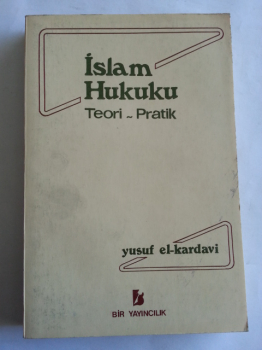 İslam
Hukuku
Teori - Pratik
yusuf el-kardavi
BİR YAYINCILIK